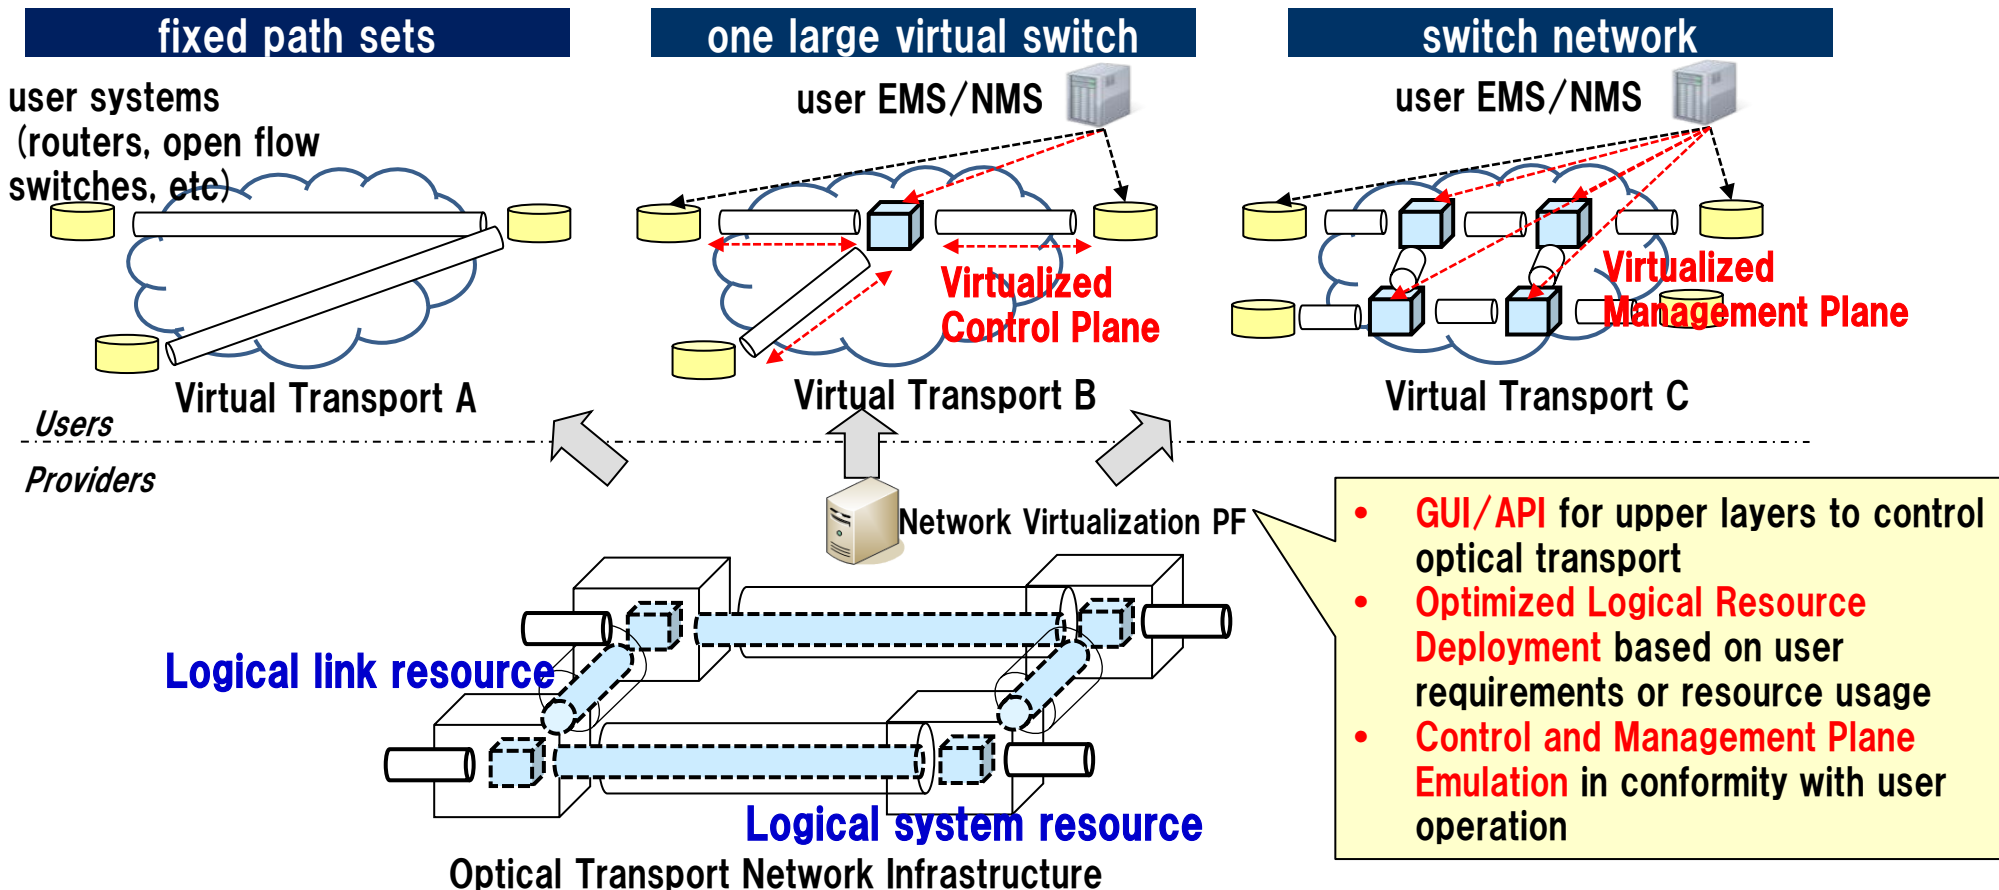 fixed path sets
one large virtual switch
switch network
user systems
(routers, open flow
switches, etc)
user EMS/NMS
user EMS/NMS
Virtualized
Control Plane
Virtualized
Management Plane
Virtual Transport A
Virtual Transport B
Virtual Transport C
Users
Providers
Network Virtualization PF
• GUI/API for upper layers to control
optical transport
• Optimized Logical Resource
Deployment based on user
requirements or resource usage
• Control and Management Plane
Emulation in conformity with user
operation
Logical link resource
Logical system resource
Optical Transport Network Infrastructure